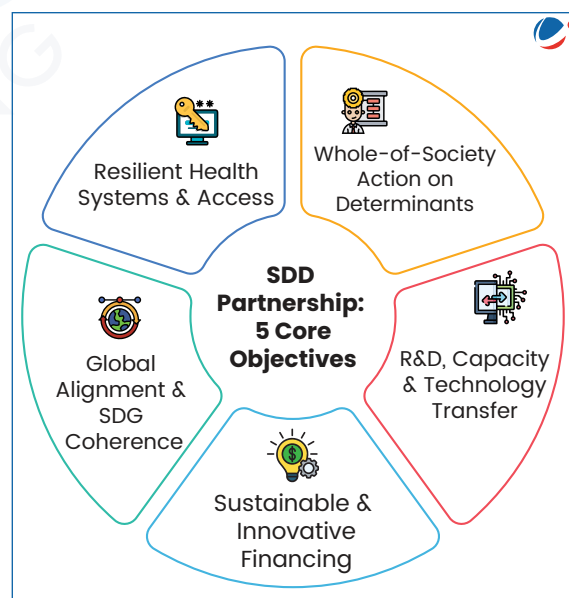 SDD
Partnership:
5 Core
Objectives
Resilient Health
Systems & Access
Whole-of-Society
Action on
Determinants
R&D, Capacity
& Technology
Transfer
Sustainable &
Innovative
Financing
Global
Alignment &
SDG
Coherence